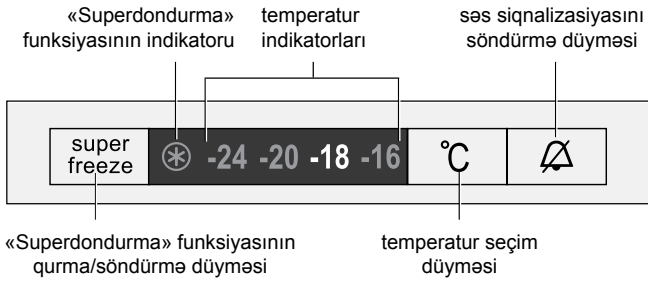 «Superdondurma»
funksiyasının indikatoru
temperatur
indikatorları
səs siqnalizasiyasını
söndürmə düyməsi
super
freeze
-24 -20 -18 -16
°C
«Superdondurma» funksiyasının
qurma/söndürmə düyməsi
temperatur seçim
düyməsi